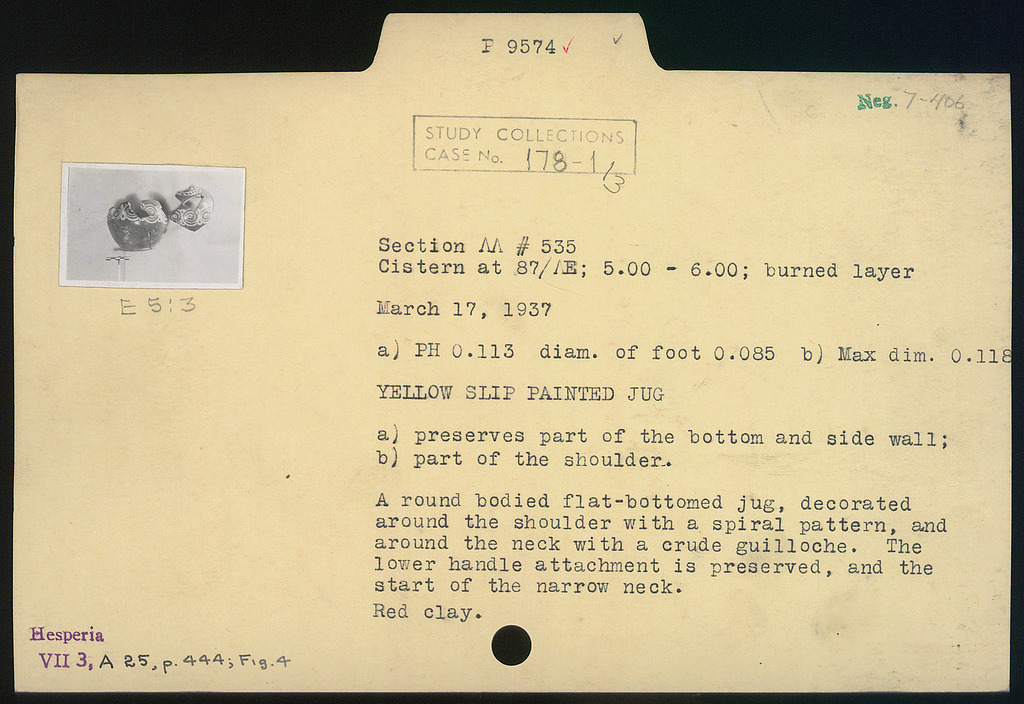 P 9574 ✓ ✓
Neg. 7-406
STUDY COLLECTIONS
CASE No. 178-1/3
E 5:3
Section ΛΛ # 535
Cistern at 87/ΛΕ; 5.00 - 6.00; burned layer
March 17, 1937
a) PH 0.113 diam. of foot 0.085 b) Max dim. 0.118
YELLOW SLIP PAINTED JUG
a) preserves part of the bottom and side wall;
b) part of the shoulder.
A round bodied flat-bottomed jug, decorated
around the shoulder with a spiral pattern, and
around the neck with a crude guilloche. The
lower handle attachment is preserved, and the
start of the narrow neck.
Red clay.
Hesperia
VII 3, A 25, p. 444; Fig. 4